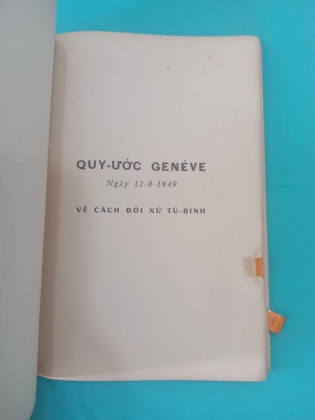 QUY-ƯỚC GENÈVE
Ngày 12-8-1949
VỀ CÁCH ĐỐI XỬ TÙ-BINH